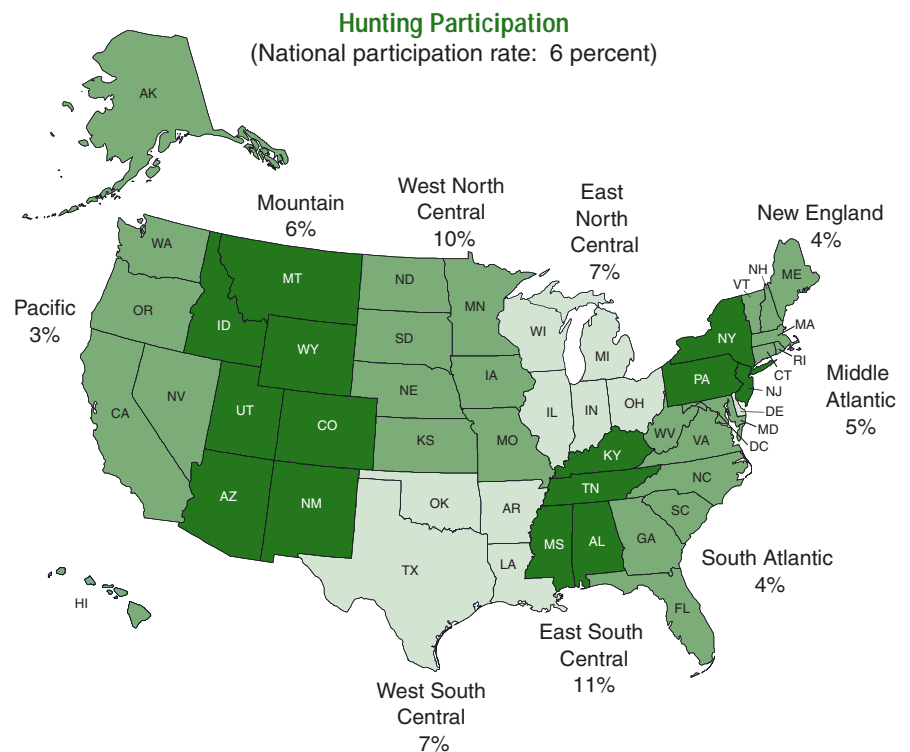 Hunting Participation
(National participation rate: 6 percent)
AK
Mountain
6%
West North
Central
10%
East
North
Central
7%
New England
4%
Pacific
3%
Middle
Atlantic
5%
South Atlantic
4%
East South
Central
11%
West South
Central
7%
WA
OR
CA
NV
ID
MT
WY
UT
CO
AZ
NM
ND
SD
NE
KS
MN
IA
MO
WI
MI
IL
IN
OH
OK
TX
AR
LA
KY
TN
MS
AL
WV
VA
NC
SC
GA
FL
NY
PA
VT
NH
ME
MA
RI
CT
NJ
DE
MD
DC
HI